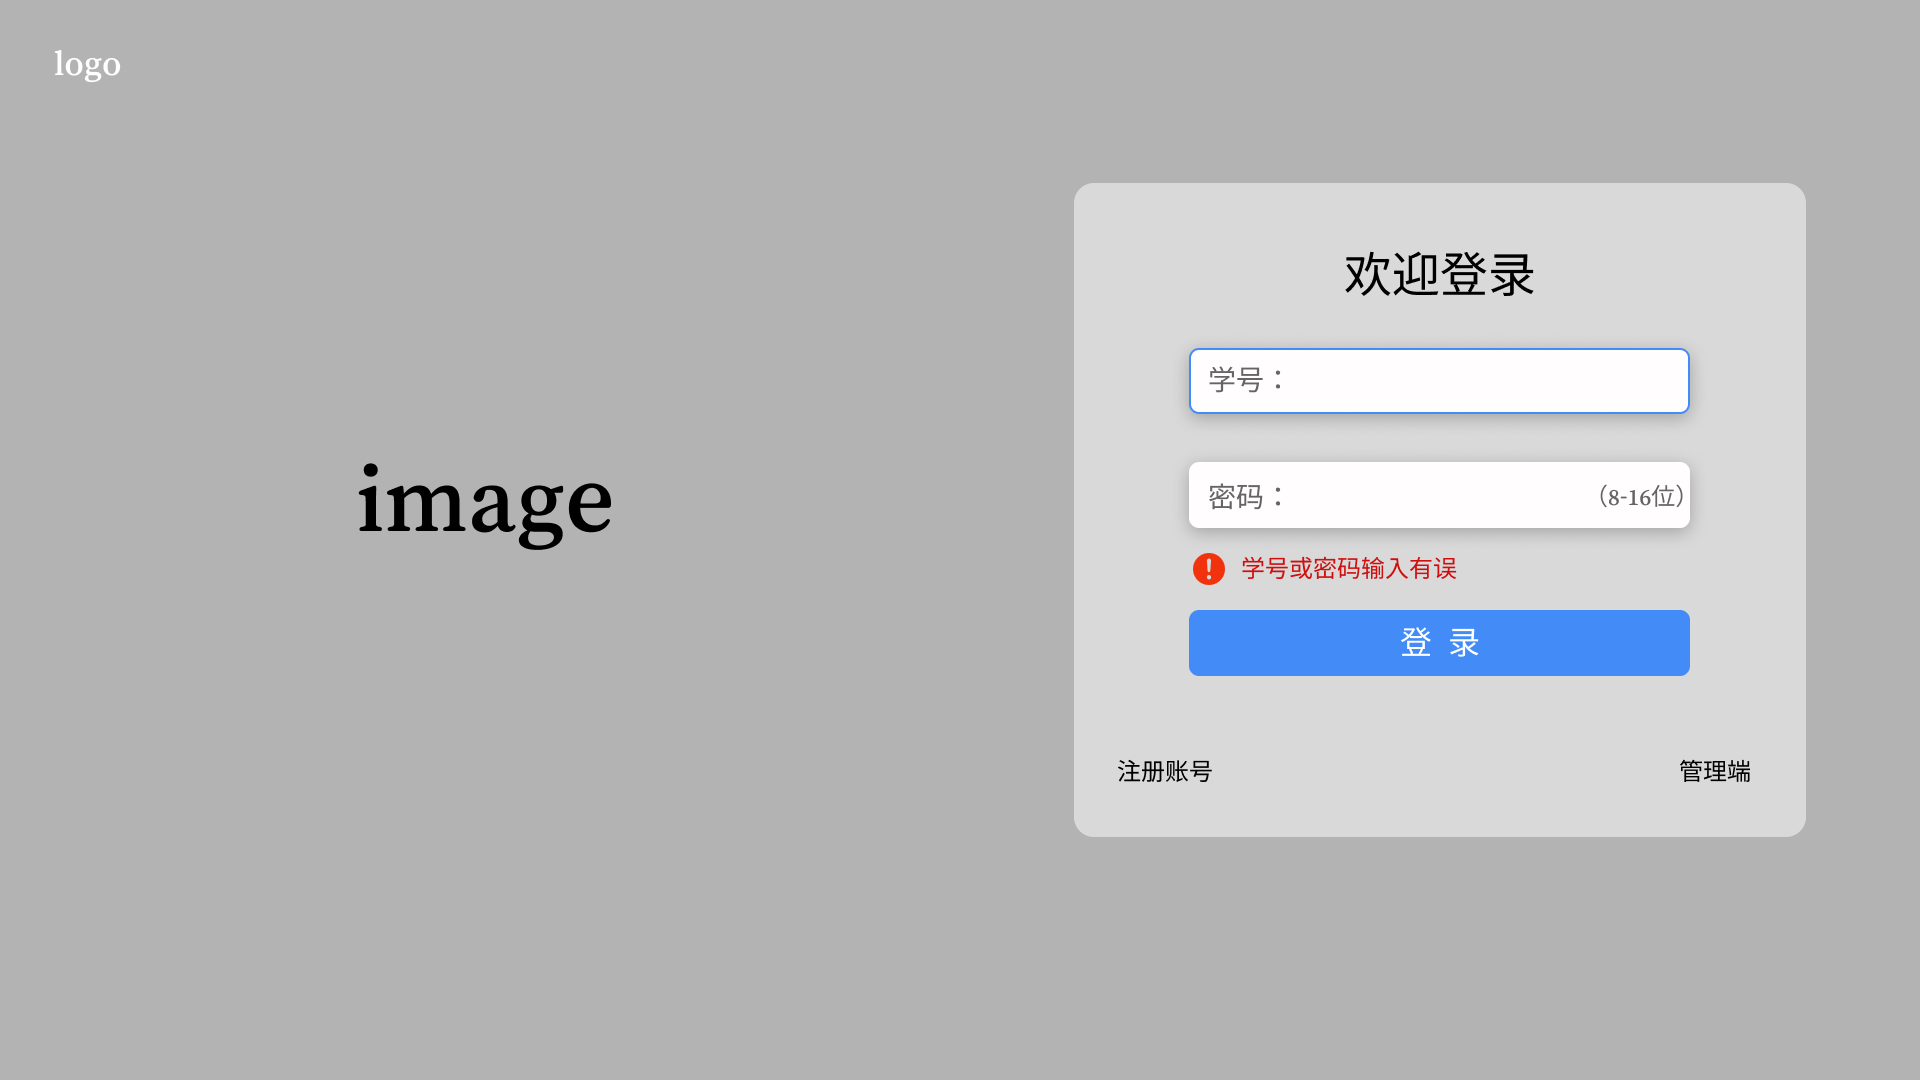 logo
image
欢迎登录
学号：
密码： （8-16位）
学号或密码输入有误
登 录
注册账号 管理端